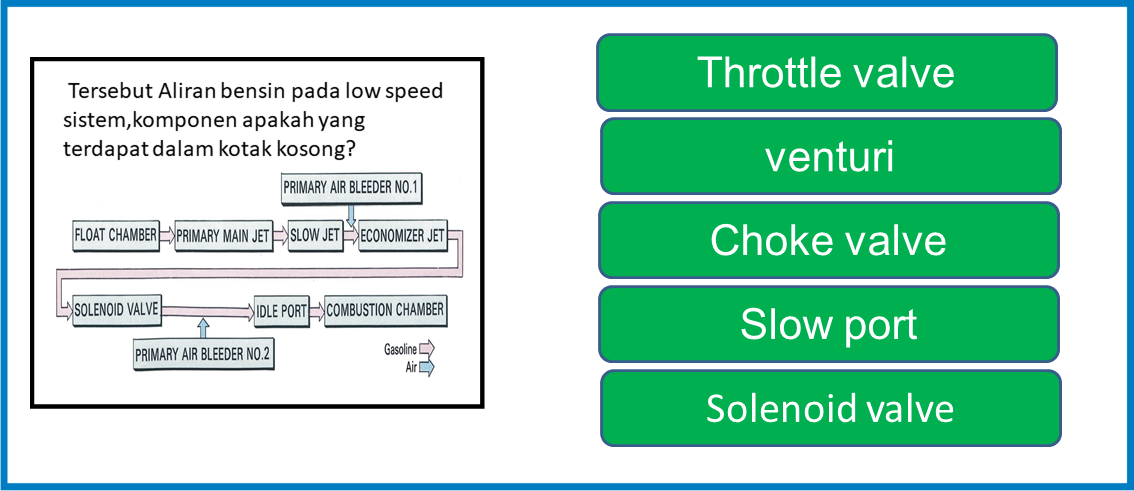 Tersebut Aliran bensin pada low speed
sistem,komponen apakah yang
terdapat dalam kotak kosong?
PRIMARY AIR BLEEDER NO.1
FLOAT CHAMBER
PRIMARY MAIN JET
SLOW JET
ECONOMIZER JET
SOLENOID VALVE
IDLE PORT
COMBUSTION CHAMBER
PRIMARY AIR BLEEDER NO.2
Gasoline
Air
Throttle valve
venturi
Choke valve
Slow port
Solenoid valve